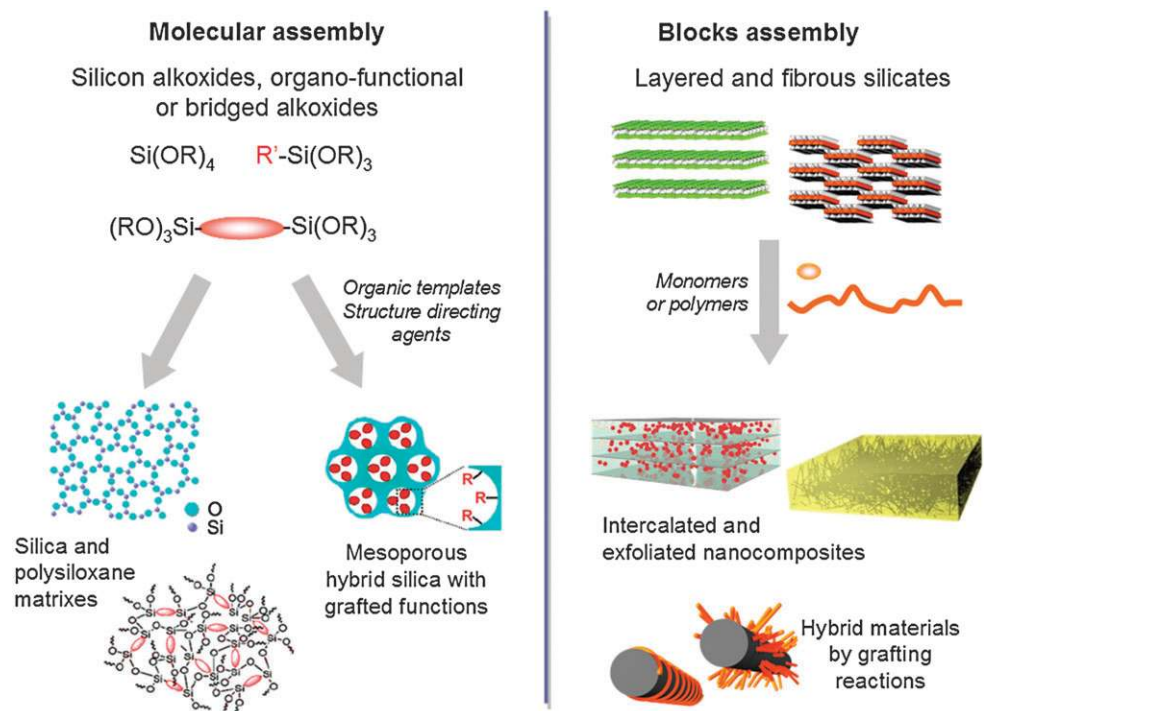 Molecular assembly
Silicon alkoxides, organo-functional
or bridged alkoxides
Si(OR)₄ R'-Si(OR)₃
(RO)₃Si- -Si(OR)₃
Organic templates
Structure directing
agents
O
Si
Silica and
polysiloxane
matrixes
R
R
R
Mesoporous
hybrid silica with
grafted functions
Blocks assembly
Layered and fibrous silicates
Monomers
or polymers
Intercalated and
exfoliated nanocomposites
Hybrid materials
by grafting
reactions